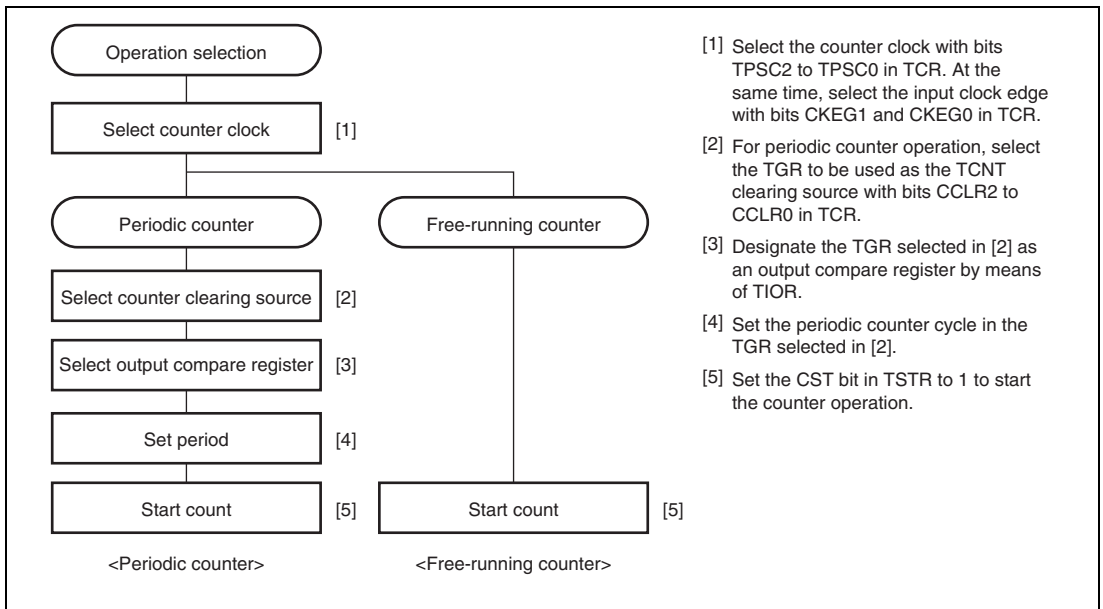 Operation selection
Select counter clock
[1]
Periodic counter
Free-running counter
Select counter clearing source
[2]
Select output compare register
[3]
Set period
[4]
Start count
[5]
Start count
[5]
<Periodic counter>
<Free-running counter>
[1] Select the counter clock with bits
TPSC2 to TPSC0 in TCR. At the
same time, select the input clock edge
with bits CKEG1 and CKEG0 in TCR.
[2] For periodic counter operation, select
the TGR to be used as the TCNT
clearing source with bits CCLR2 to
CCLR0 in TCR.
[3] Designate the TGR selected in [2] as
an output compare register by means
of TIOR.
[4] Set the periodic counter cycle in the
TGR selected in [2].
[5] Set the CST bit in TSTR to 1 to start
the counter operation.